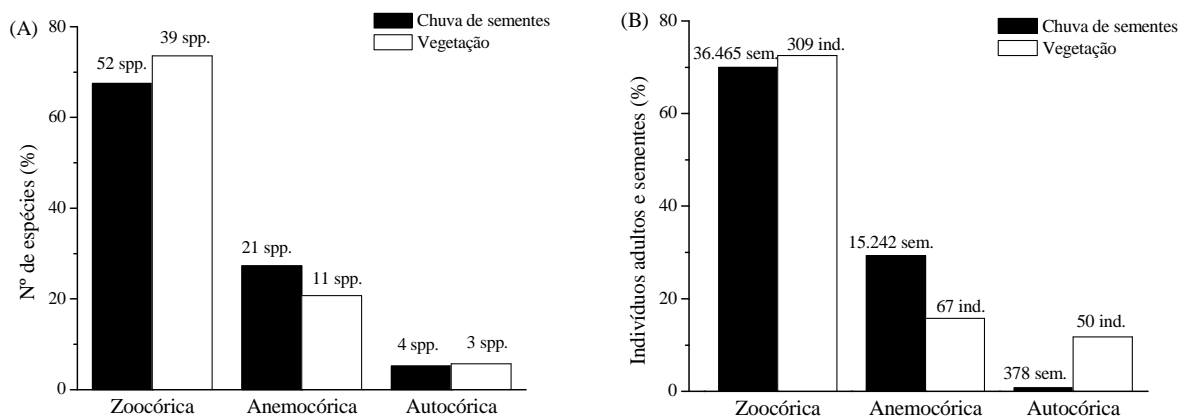 (A)
Chuva de sementes
Vegetação
Nº de espécies (%)
80
60
40
20
0
52 spp.
39 spp.
21 spp.
11 spp.
4 spp.
3 spp.
Zoocórica
Anemocórica
Autocórica
(B)
Chuva de sementes
Vegetação
Indivíduos adultos e sementes (%)
80
60
40
20
0
36.465 sem.
309 ind.
15.242 sem.
67 ind.
378 sem.
50 ind.
Zoocórica
Anemocórica
Autocórica